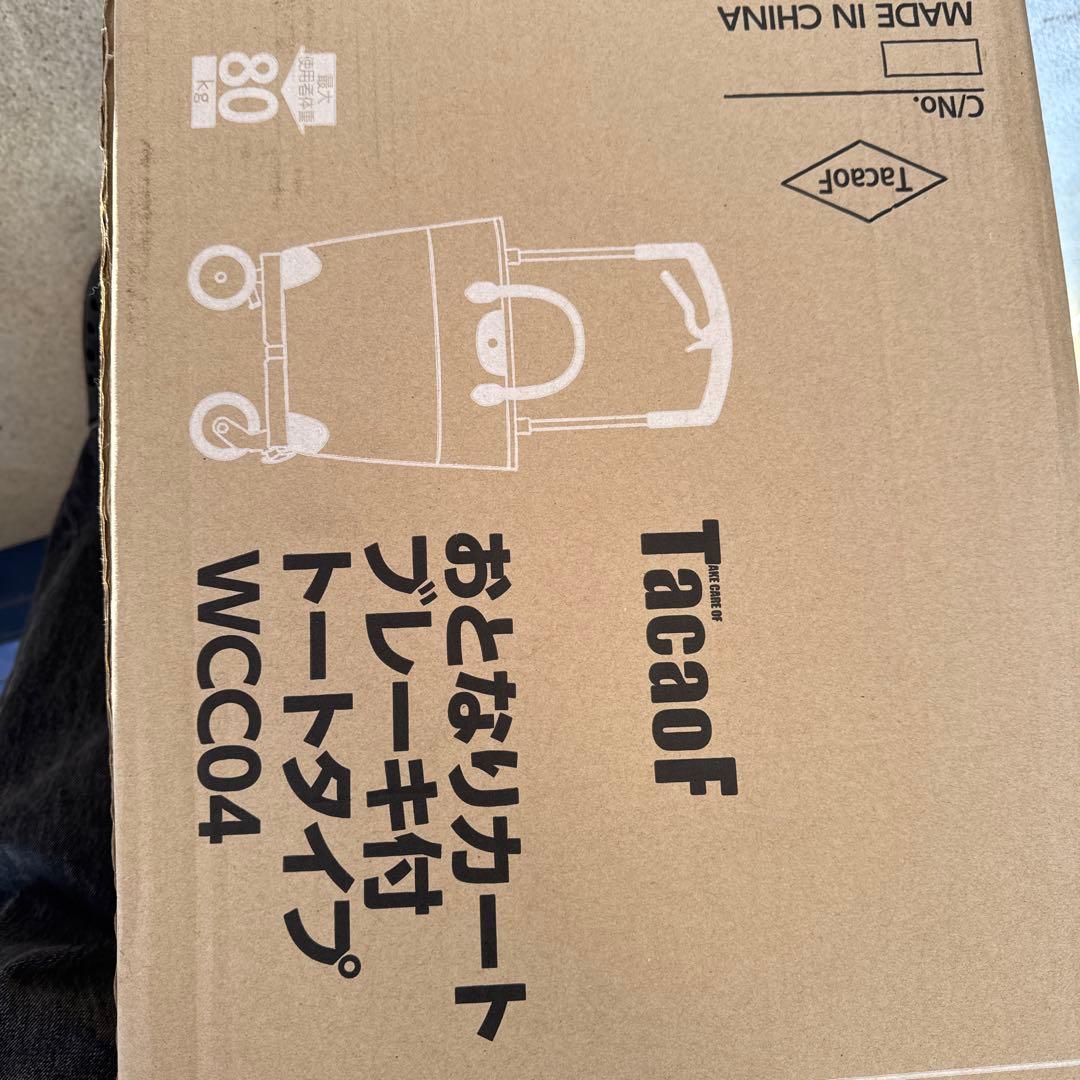 TacaoF
TAKE CARE OF
おとなりカート
ブレーキ付
トートタイプ
WCC04
最大
使用者体重
80
kg
TacaoF
C/No.
MADE IN CHINA